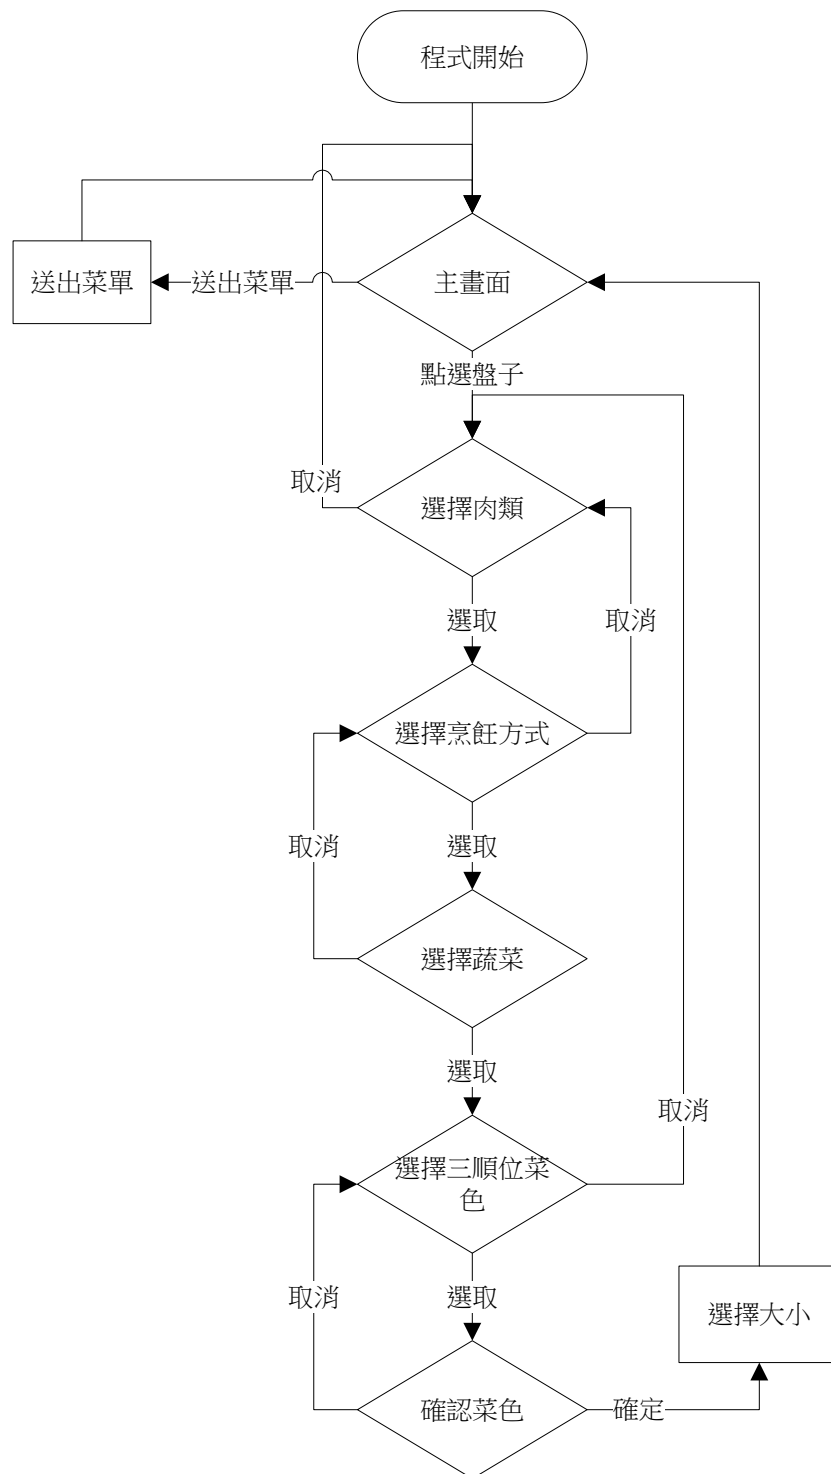 程式開始
送出菜單
送出菜單
主畫面
點選盤子
取消
選擇肉類
選取
取消
選擇烹飪方式
取消
選取
選擇蔬菜
選取
取消
選擇三順位菜
色
取消
選取
選擇大小
確認菜色
確定